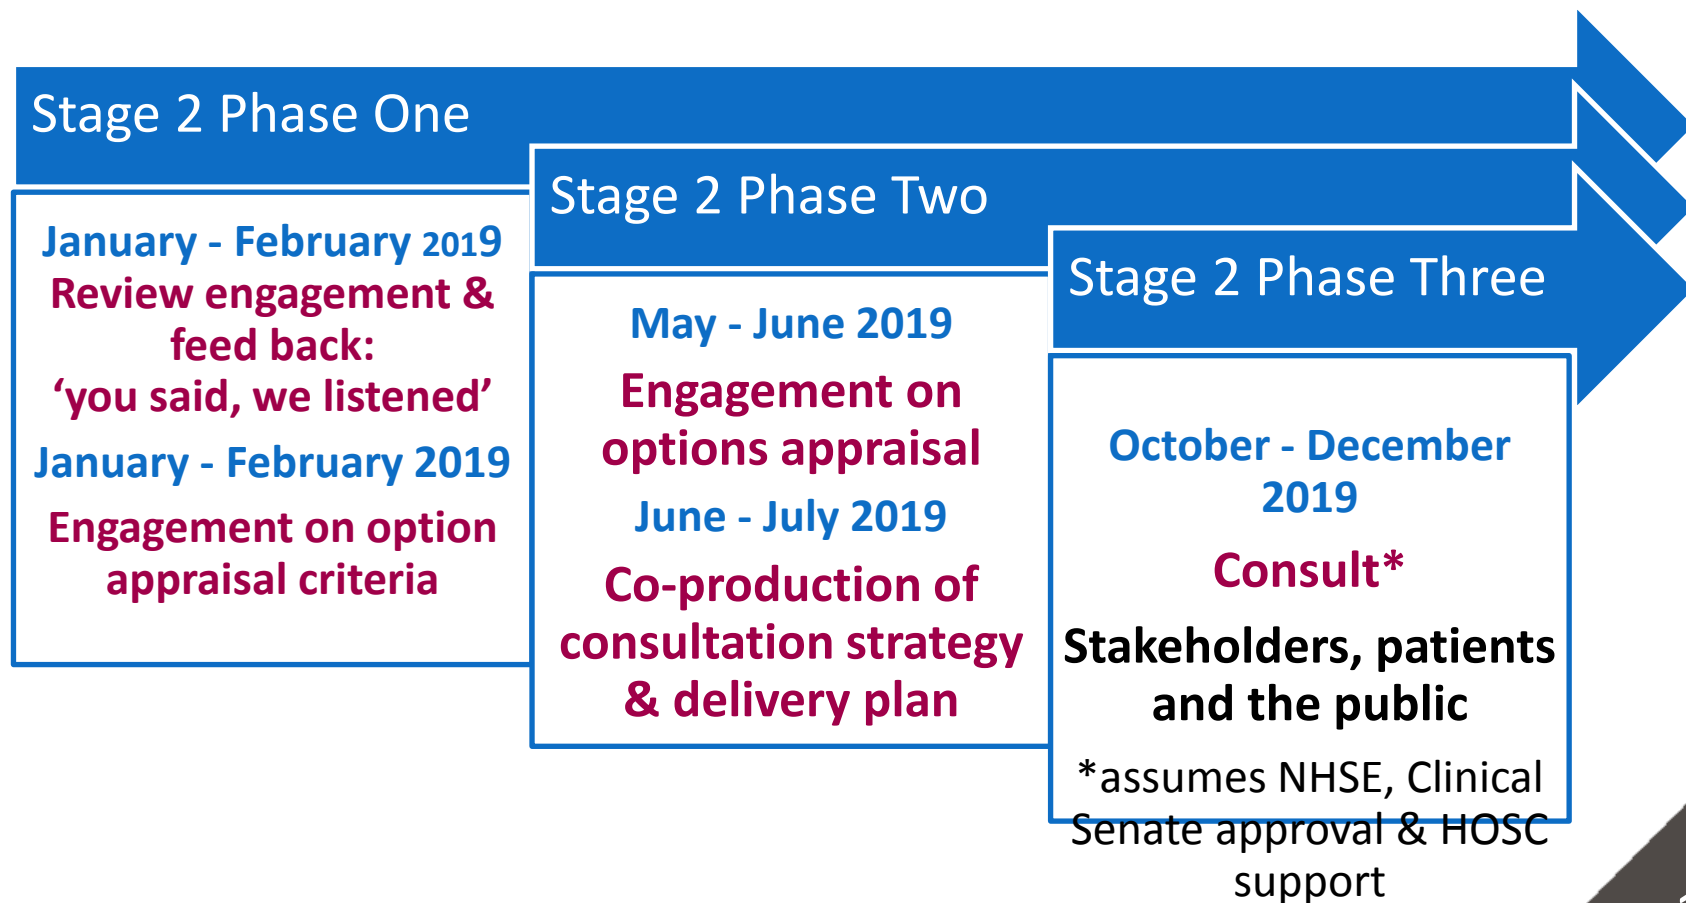 Stage 2 Phase One
January - February 2019
Review engagement &
feed back:
‘you said, we listened’
January - February 2019
Engagement on option
appraisal criteria
Stage 2 Phase Two
May - June 2019
Engagement on
options appraisal
June - July 2019
Co-production of
consultation strategy
& delivery plan
Stage 2 Phase Three
October - December
2019
Consult*
Stakeholders, patients
and the public
*assumes NHSE, Clinical
Senate approval & HOSC
support